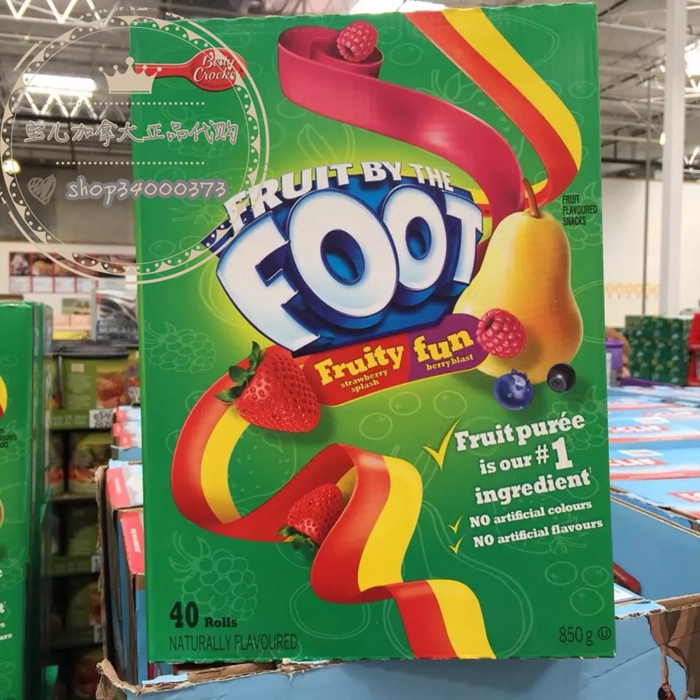 Betty
Crocker
宝儿加拿大正品代购
shop34000373
FRUIT BY THE
FOOT
FRUIT
FLAVOURED
SNACKS
Fruity fun
strawberry
splash
berry blast
Fruit purée
is our #1
ingredient
NO artificial colours
NO artificial flavours
40 Rolls
NATURALLY FLAVOURED
850 g U